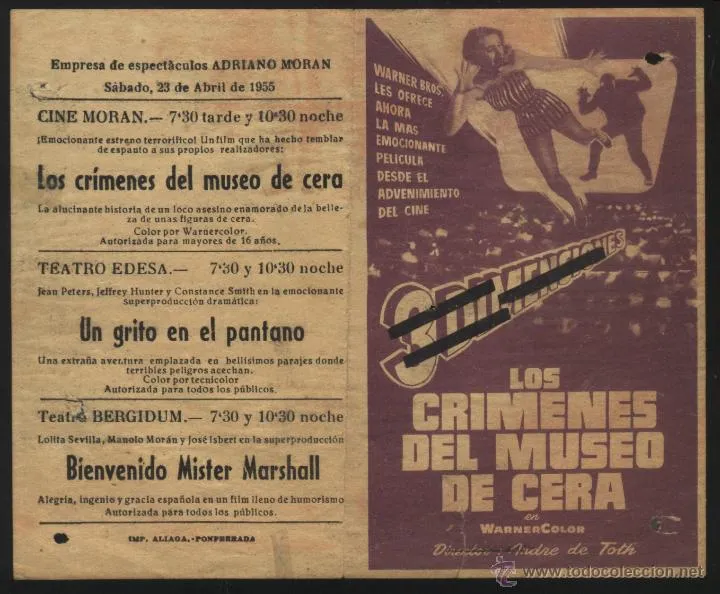 Empresa de espectáculos ADRIANO MORAN
Sábado, 23 de Abril de 1955
CINE MORAN.— 7'30 tarde y 10'30 noche
¡Emocionante estreno terrorífico! Un film que ha hecho temblar
de espanto a sus propios realizadores:
Los crímenes del museo de cera
La alucinante historia de un loco asesino enamorado de la belle-
za de unas figuras de cera.
Color por Warnercolor.
Autorizada para mayores de 16 años.
TEATRO EDESA.— 7'30 y 10'30 noche
Jean Peters, Jeffrey Hunter y Constance Smith en la emocionante
superproducción dramática:
Un grito en el pantano
Una extraña aventura emplazada en bellísimos parajes donde
terribles peligros acechan.
Color por tecnicolor
Autorizada para todos los públicos.
Teatro BERGIDUM.— 7'30 y 10'30 noche
Lolita Sevilla, Manolo Morán y José Isbert en la superproducción
Bienvenido Mister Marshall
Alegría, ingenio y gracia española en un film lleno de humorismo
Autorizada para todos los públicos.
IMP. ALIAGA.-PONFERRADA
WARNER BROS.
LES OFRECE
AHORA
LA MAS
EMOCIONANTE
PELICULA
DESDE EL
ADVENIMIENTO
DEL CINE
3 DIMENSIONES
LOS
CRIMENES
DEL MUSEO
DE CERA
en
WARNERCOLOR
Director Andre de Toth
www.todocoleccion.net